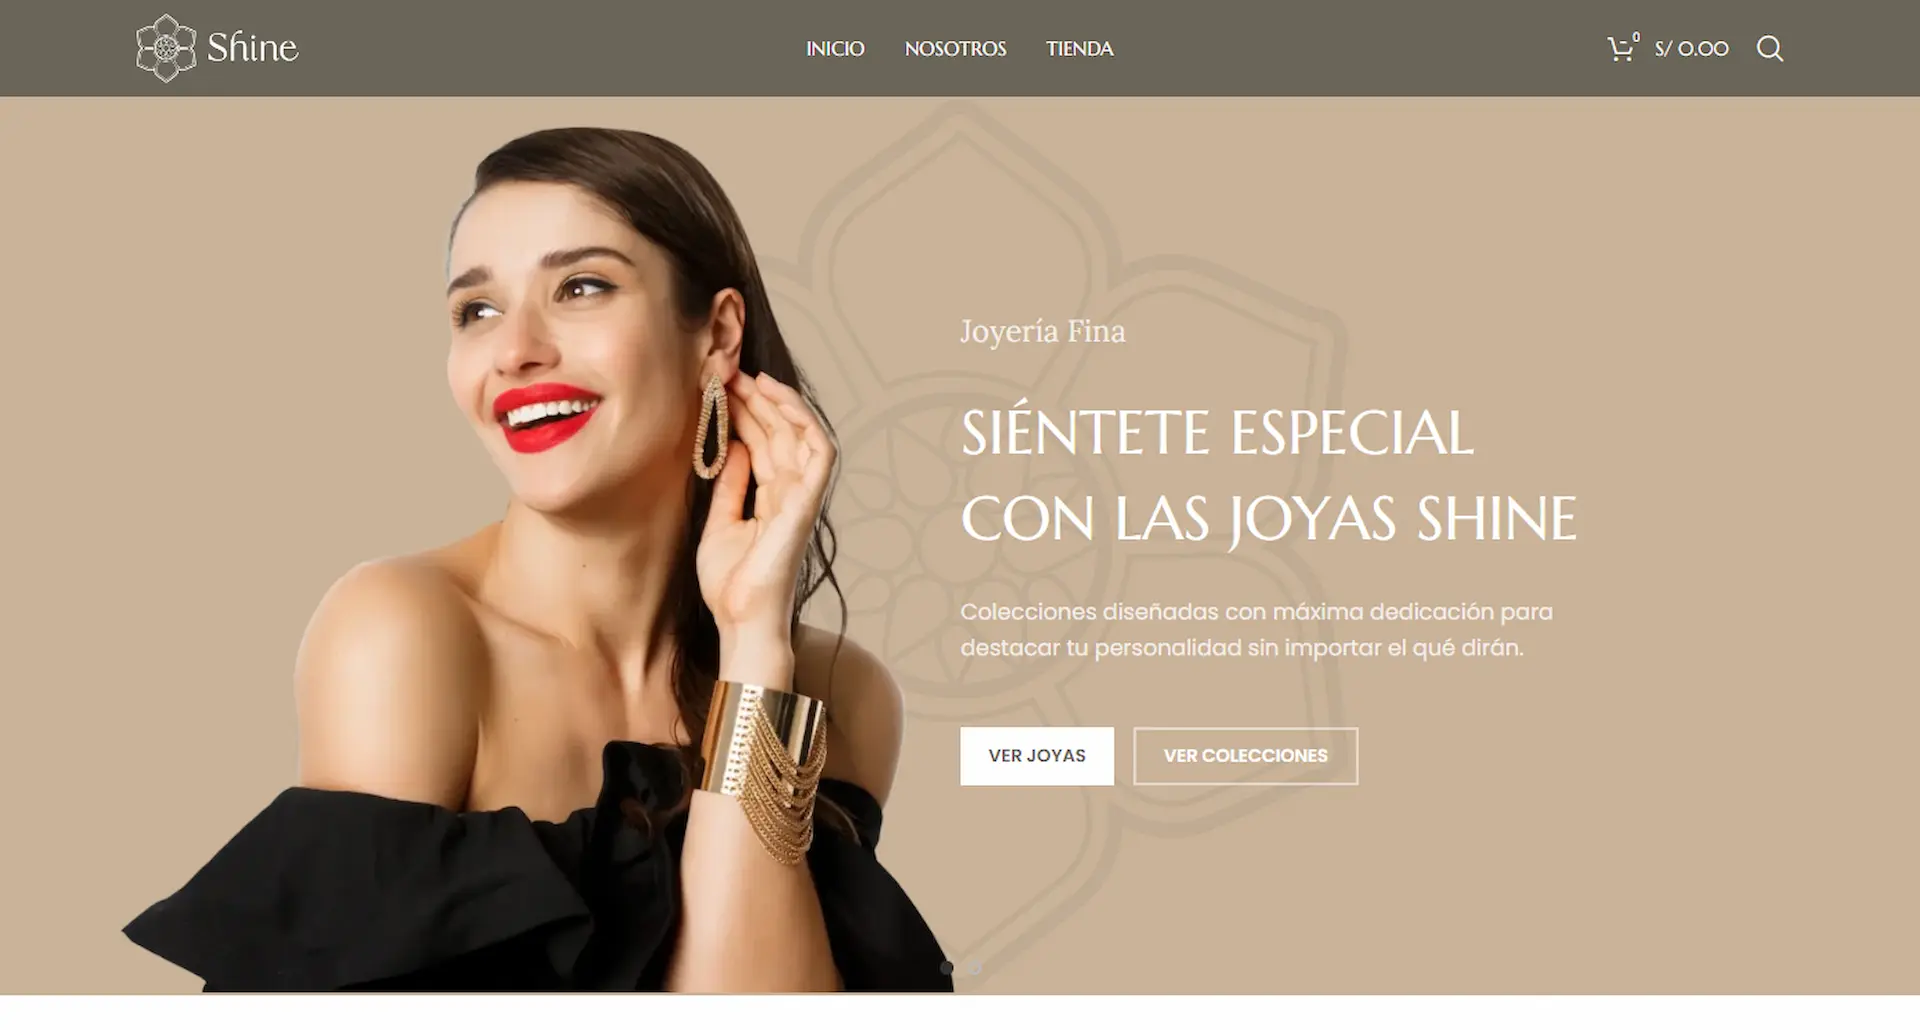 Shine
INICIO
NOSOTROS
TIENDA
0
S/ 0.00
Joyería Fina
SIÉNTETE ESPECIAL
CON LAS JOYAS SHINE
Colecciones diseñadas con máxima dedicación para
destacar tu personalidad sin importar el qué dirán.
VER JOYAS
VER COLECCIONES